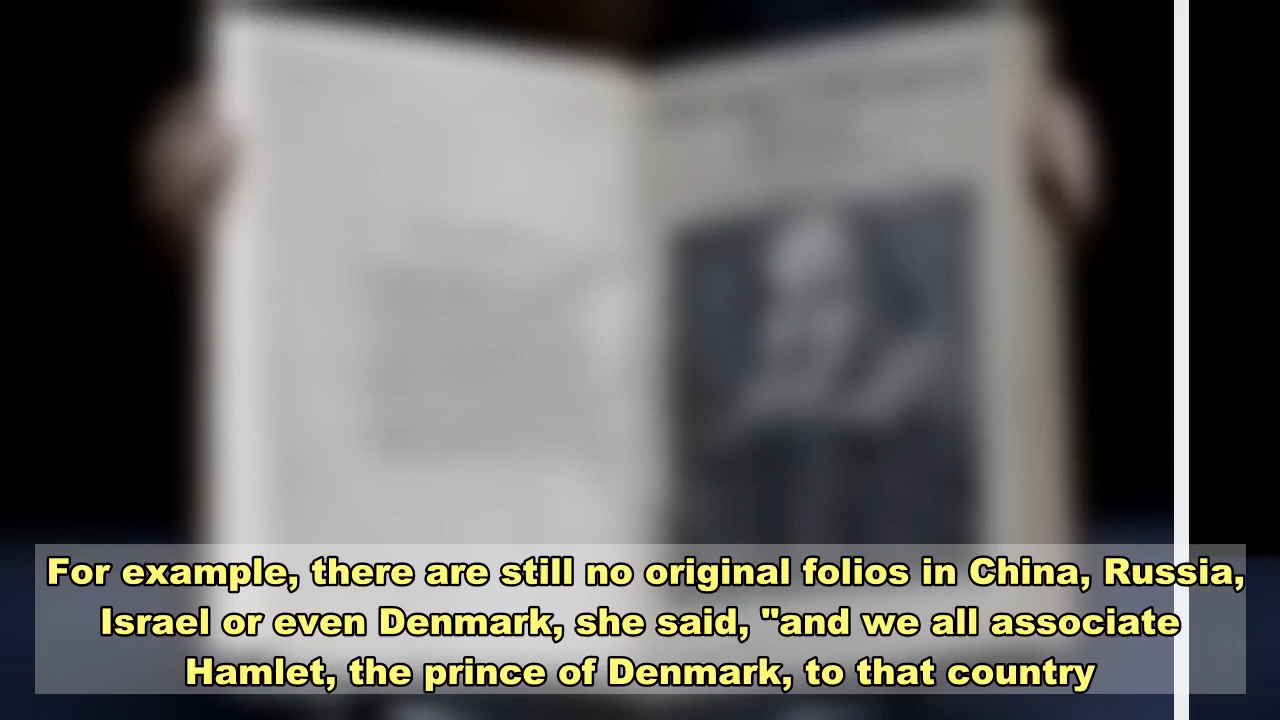 For example, there are still no original folios in China, Russia,
Israel or even Denmark, she said, "and we all associate
Hamlet, the prince of Denmark, to that country